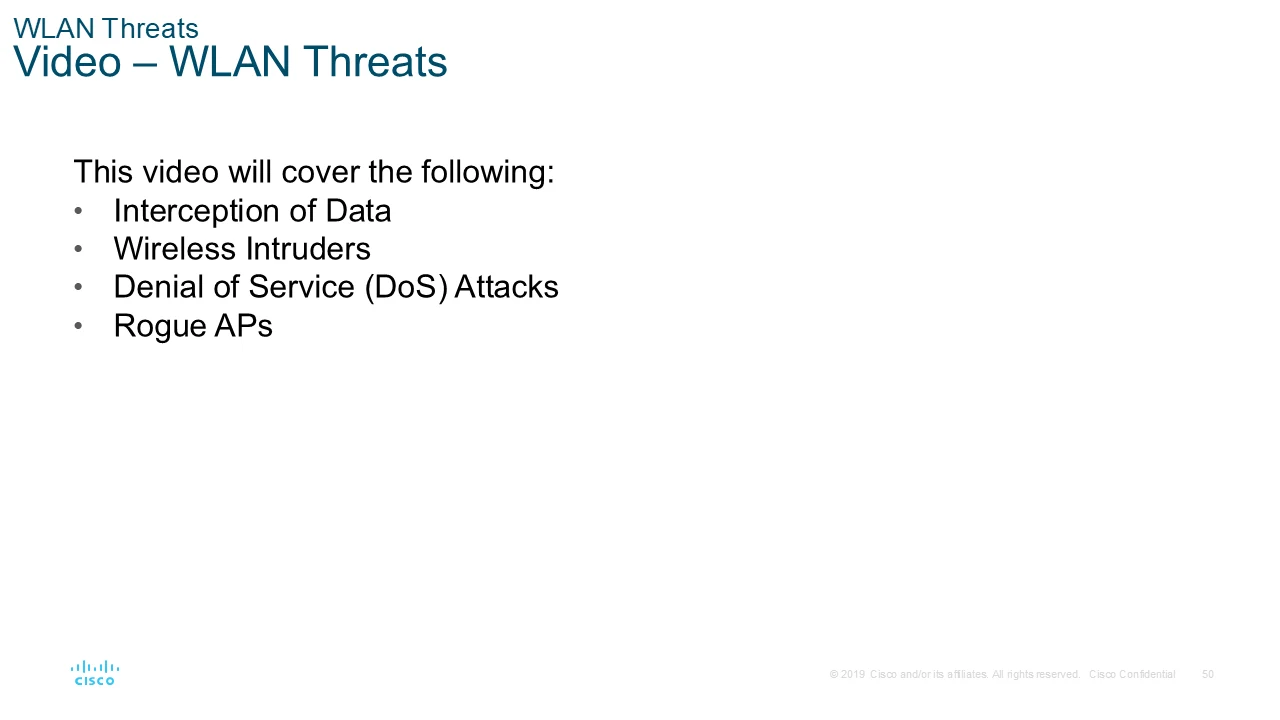 WLAN Threats
Video – WLAN Threats
This video will cover the following:
• Interception of Data
• Wireless Intruders
• Denial of Service (DoS) Attacks
• Rogue APs
CISCO
© 2019 Cisco and/or its affiliates. All rights reserved. Cisco Confidential 50